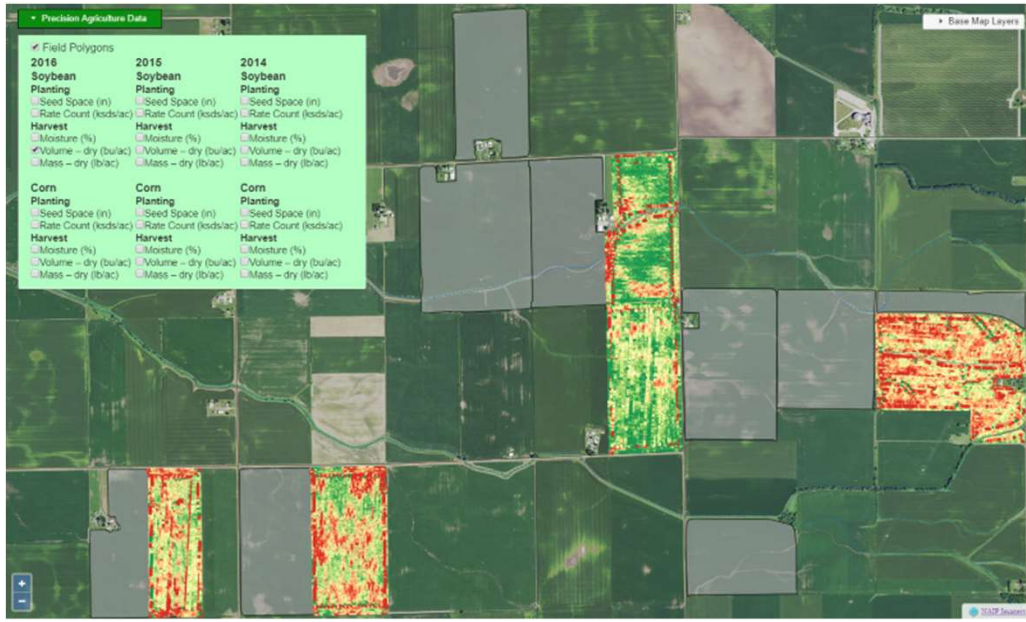 Precision Agriculture Data
Base Map Layers
Field Polygons
2016 2015 2014
Soybean Soybean Soybean
Planting Planting Planting
Seed Space (in) Seed Space (in) Seed Space (in)
Rate Count (ksds/ac) Rate Count (ksds/ac) Rate Count (ksds/ac)
Harvest Harvest Harvest
Moisture (%) Moisture (%) Moisture (%)
Volume – dry (bu/ac) Volume – dry (bu/ac) Volume – dry (bu/ac)
Mass – dry (lb/ac) Mass – dry (lb/ac) Mass – dry (lb/ac)
Corn Corn Corn
Planting Planting Planting
Seed Space (in) Seed Space (in) Seed Space (in)
Rate Count (ksds/ac) Rate Count (ksds/ac) Rate Count (ksds/ac)
Harvest Harvest Harvest
Moisture (%) Moisture (%) Moisture (%)
Volume – dry (bu/ac) Volume – dry (bu/ac) Volume – dry (bu/ac)
Mass – dry (lb/ac) Mass – dry (lb/ac) Mass – dry (lb/ac)
+
–